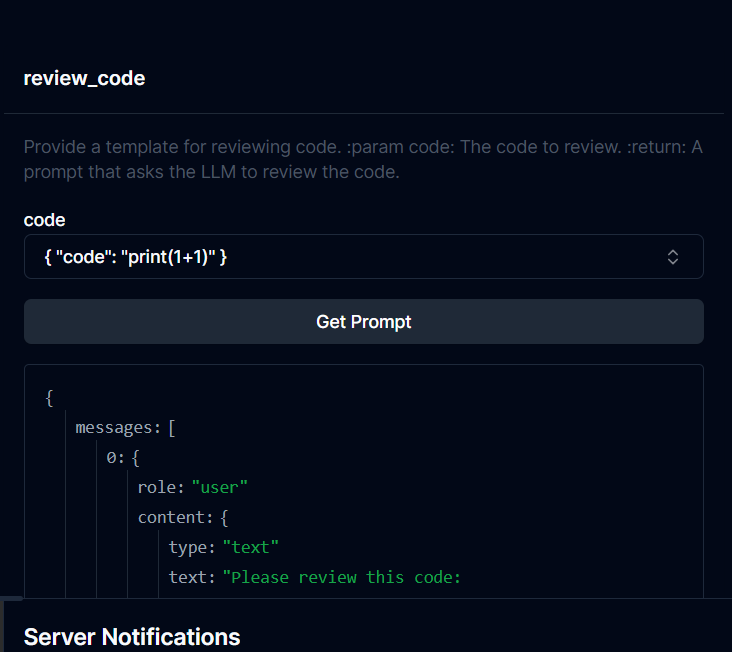 review_code
Provide a template for reviewing code. :param code: The code to review. :return: A
prompt that asks the LLM to review the code.
code
{ "code": "print(1+1)" }
Get Prompt
{
messages: [
0: {
role: "user"
content: {
type: "text"
text: "Please review this code:
Server Notifications